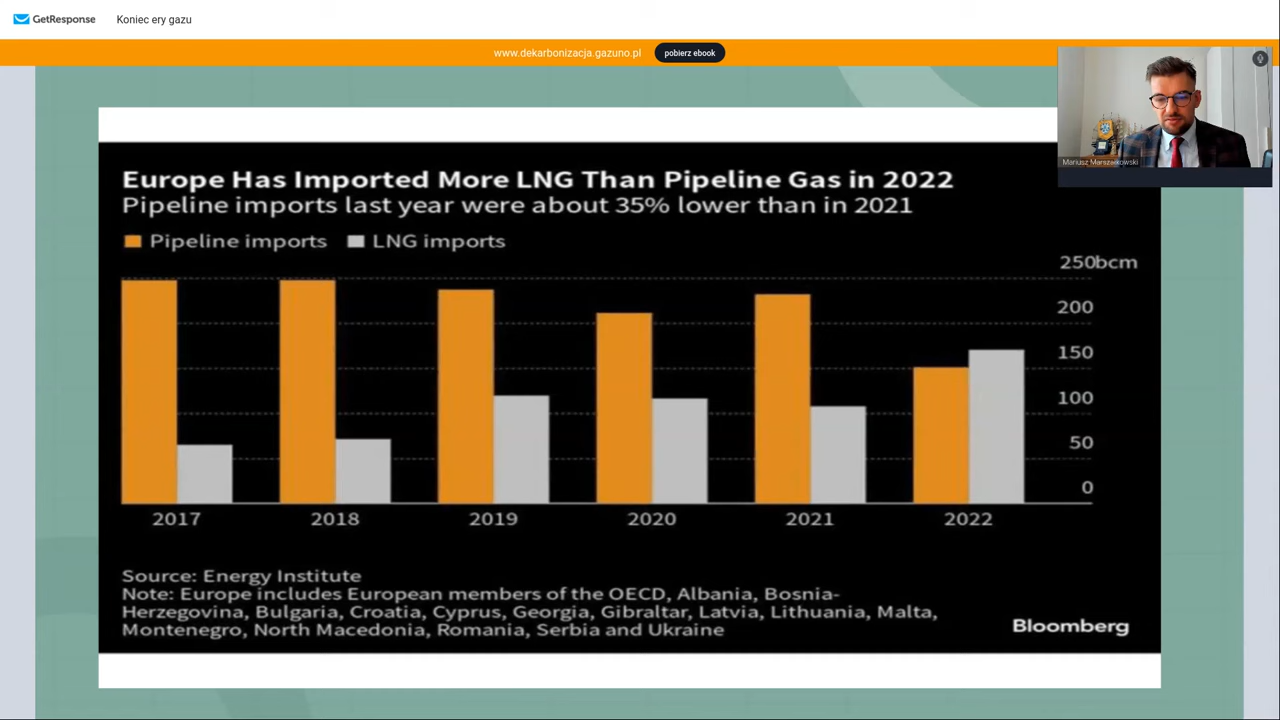 GetResponse
Koniec ery gazu
www.dekarbonizacja.gazuno.pl
pobierz ebook
Mariusz Marszałkowski
Europe Has Imported More LNG Than Pipeline Gas in 2022
Pipeline imports last year were about 35% lower than in 2021
Pipeline imports
LNG imports
250bcm
200
150
100
50
0
2017
2018
2019
2020
2021
2022
Source: Energy Institute
Note: Europe includes European members of the OECD, Albania, Bosnia-
Herzegovina, Bulgaria, Croatia, Cyprus, Georgia, Gibraltar, Latvia, Lithuania, Malta,
Montenegro, North Macedonia, Romania, Serbia and Ukraine
Bloomberg